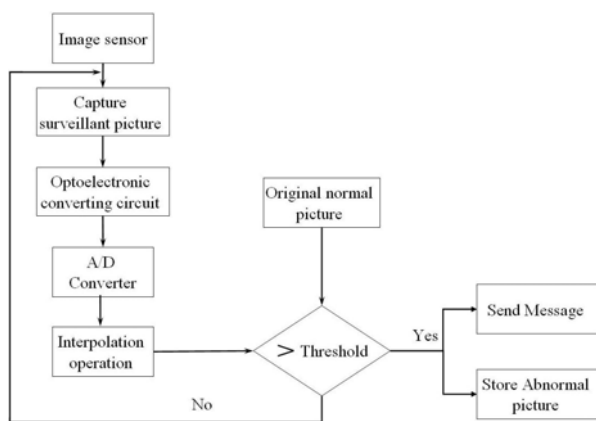 Image sensor
Capture
surveillant picture
Optoelectronic
converting circuit
A/D
Converter
Interpolation
operation
Original normal
picture
> Threshold
Yes
No
Send Message
Store Abnormal
picture